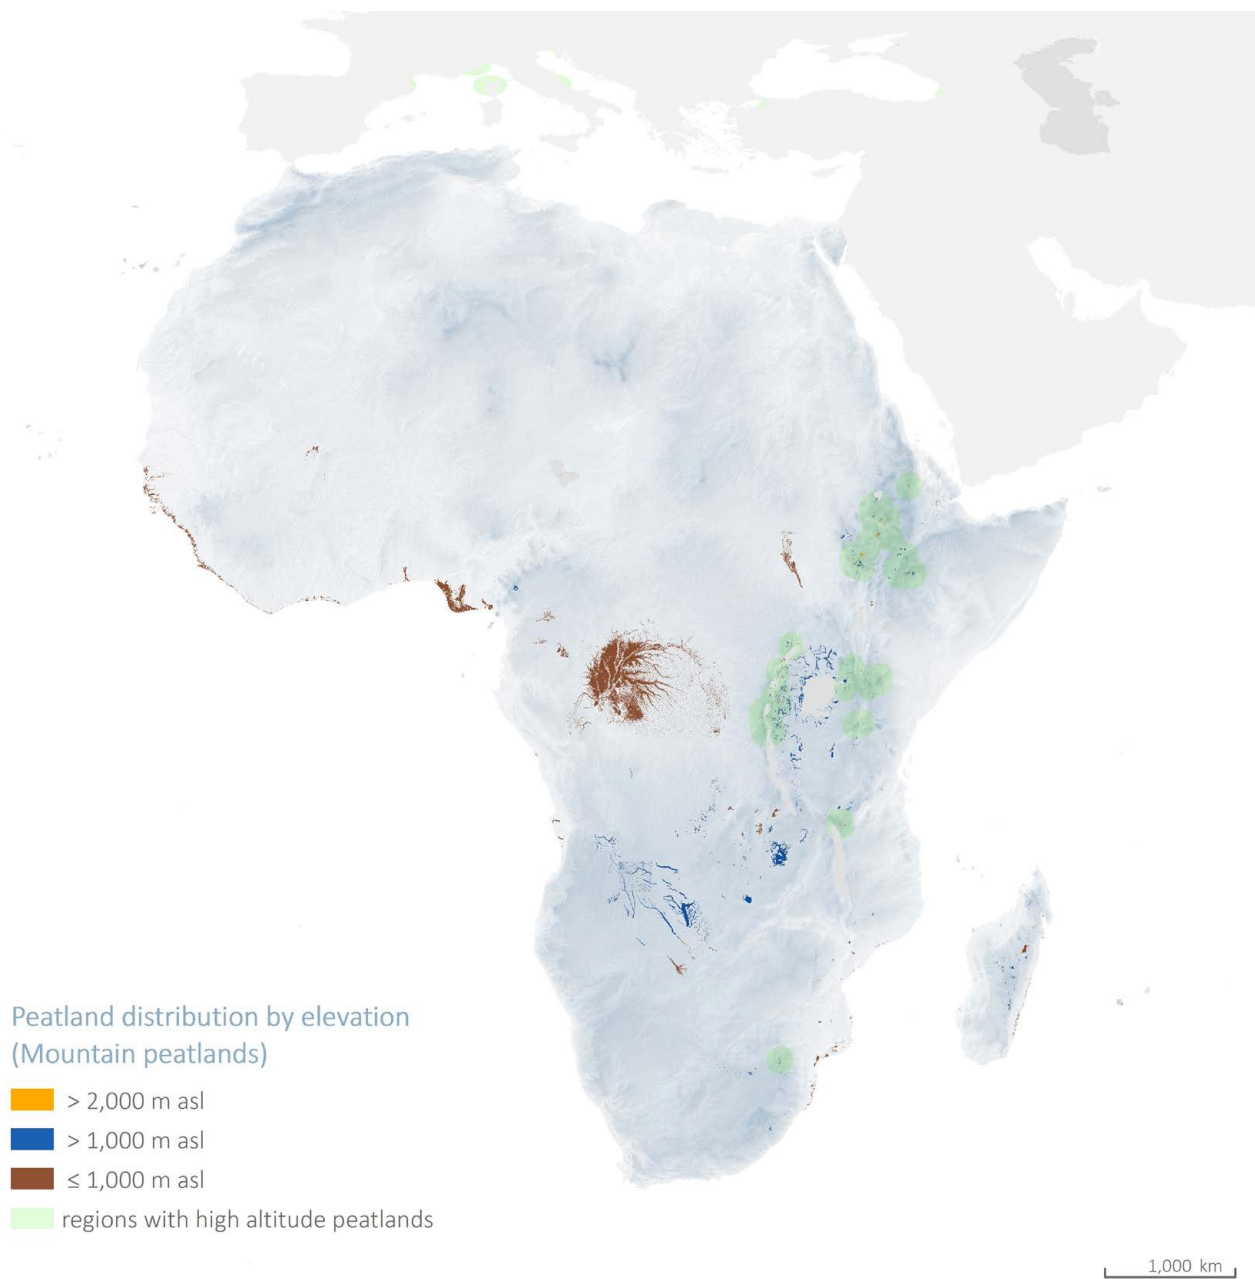 Peatland distribution by elevation
(Mountain peatlands)
> 2,000 m asl
> 1,000 m asl
≤ 1,000 m asl
regions with high altitude peatlands
1,000 km